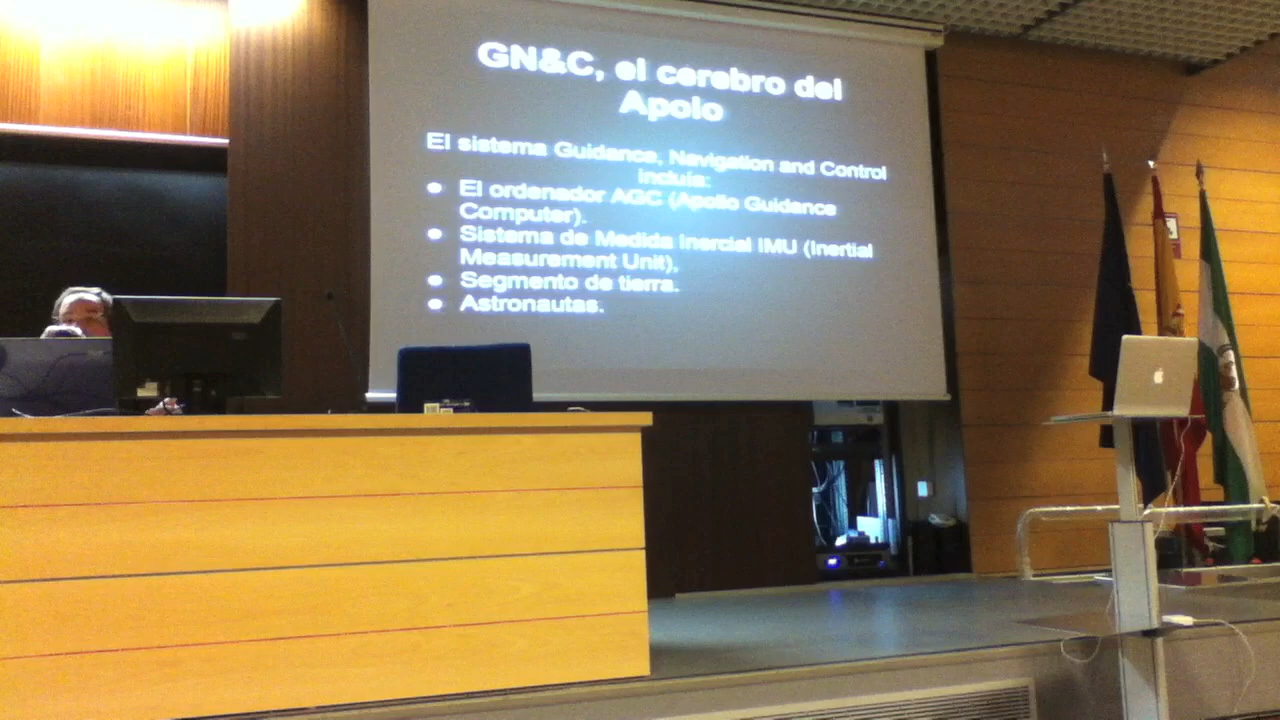 GN&C, el cerebro del
Apolo
El sistema Guidance, Navigation and Control
incluía:
● El ordenador AGC (Apollo Guidance
Computer).
● Sistema de Medida Inercial IMU (Inertial
Measurement Unit).
● Segmento de tierra.
● Astronautas.